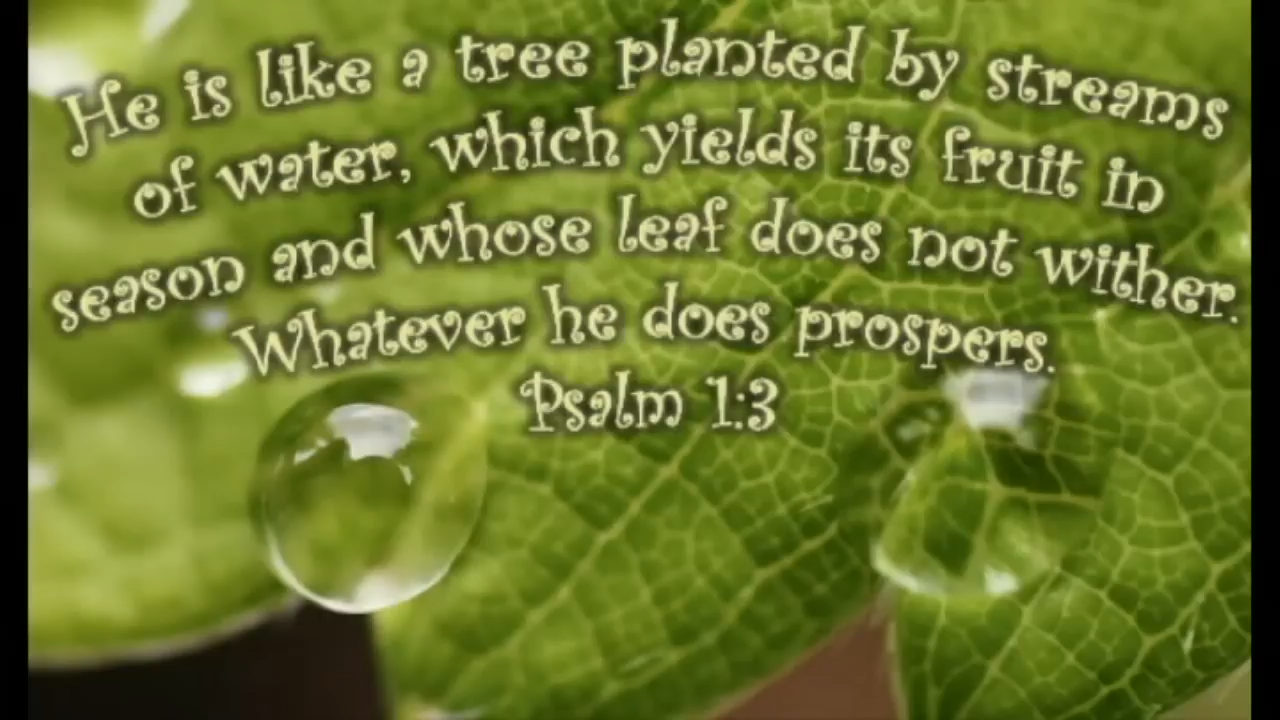 He is like a tree planted by streams
of water, which yields its fruit in
season and whose leaf does not wither.
Whatever he does prospers.
Psalm 1:3